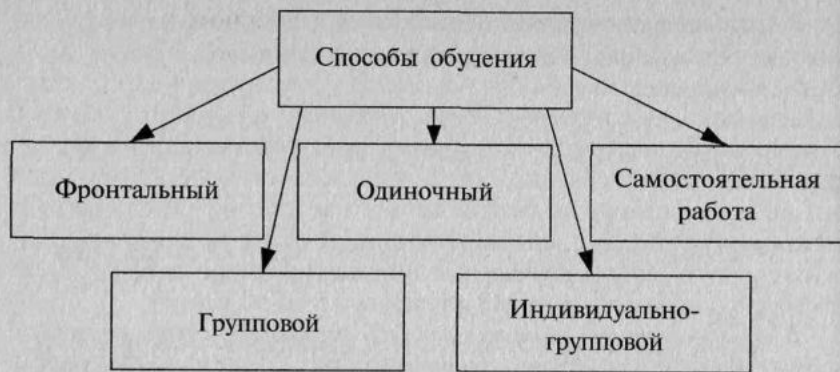 Способы обучения
Фронтальный
Одиночный
Самостоятельная
работа
Групповой
Индивидуально-
групповой